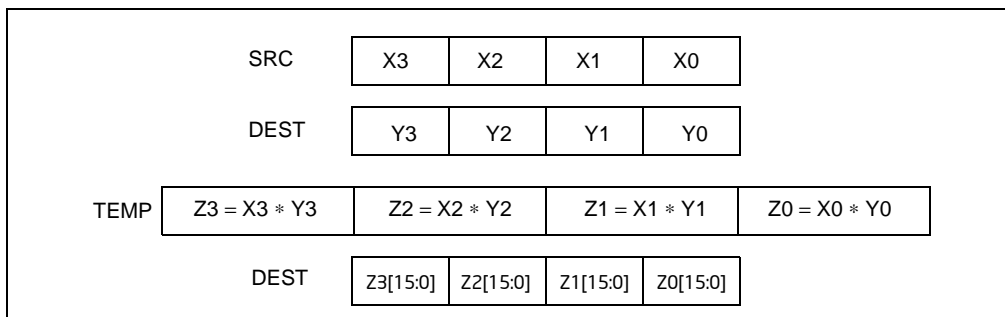 SRC X3 X2 X1 X0
DEST Y3 Y2 Y1 Y0
TEMP Z3 = X3 ∗ Y3 Z2 = X2 ∗ Y2 Z1 = X1 ∗ Y1 Z0 = X0 ∗ Y0
DEST Z3[15:0] Z2[15:0] Z1[15:0] Z0[15:0]